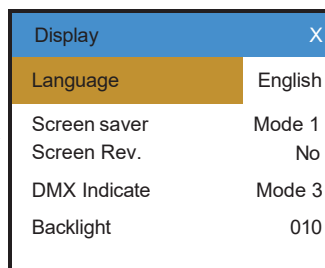 Display X
Language English
Screen saver Mode 1
Screen Rev. No
DMX Indicate Mode 3
Backlight 010